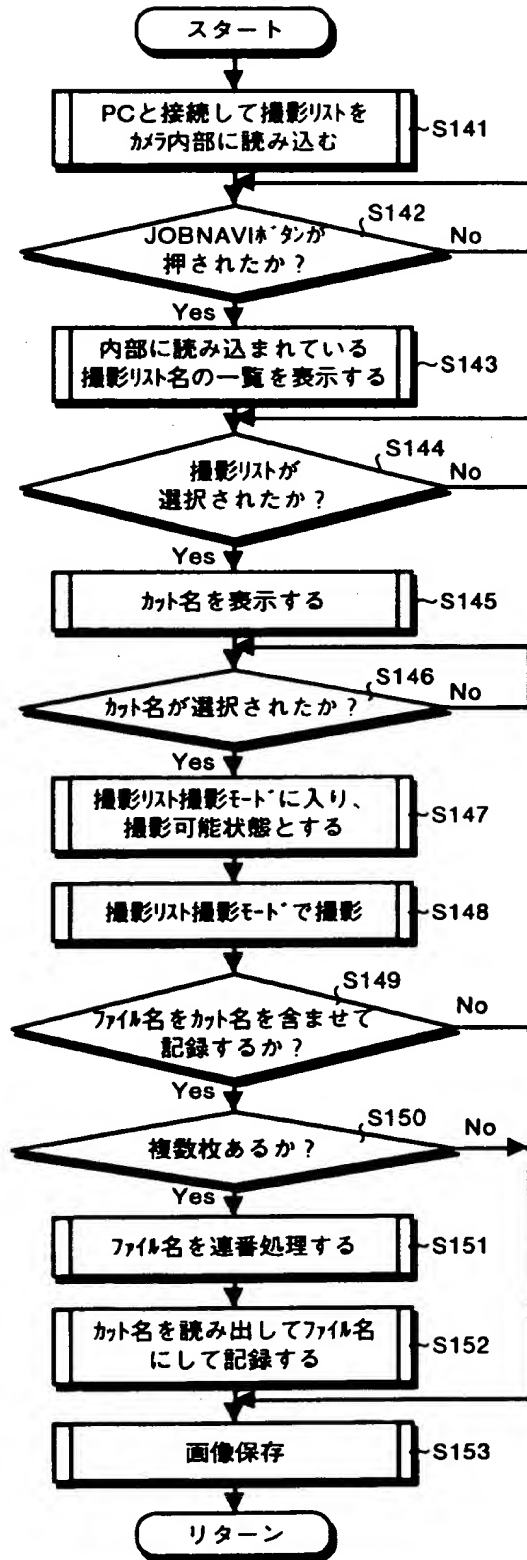 スタート
PCと接続して撮影リストを
ｶﾒﾗ内部に読み込む
S141
S142
JOBNAVIﾎﾞﾀﾝが
押されたか？
No
Yes
内部に読み込まれている
撮影ﾘｽﾄ名の一覧を表示する
S143
S144
撮影ﾘｽﾄが
選択されたか？
No
Yes
ｶｯﾄ名を表示する
S145
S146
ｶｯﾄ名が選択されたか？
No
Yes
撮影ﾘｽﾄ撮影ﾓｰﾄﾞに入り、
撮影可能状態とする
S147
撮影ﾘｽﾄ撮影ﾓｰﾄﾞで撮影
S148
S149
ﾌｧｲﾙ名をｶｯﾄ名を含ませて
記録するか？
No
Yes
S150
複数枚あるか？
No
Yes
ﾌｧｲﾙ名を連番処理する
S151
ｶｯﾄ名を読み出してﾌｧｲﾙ名
にして記録する
S152
画像保存
S153
リターン